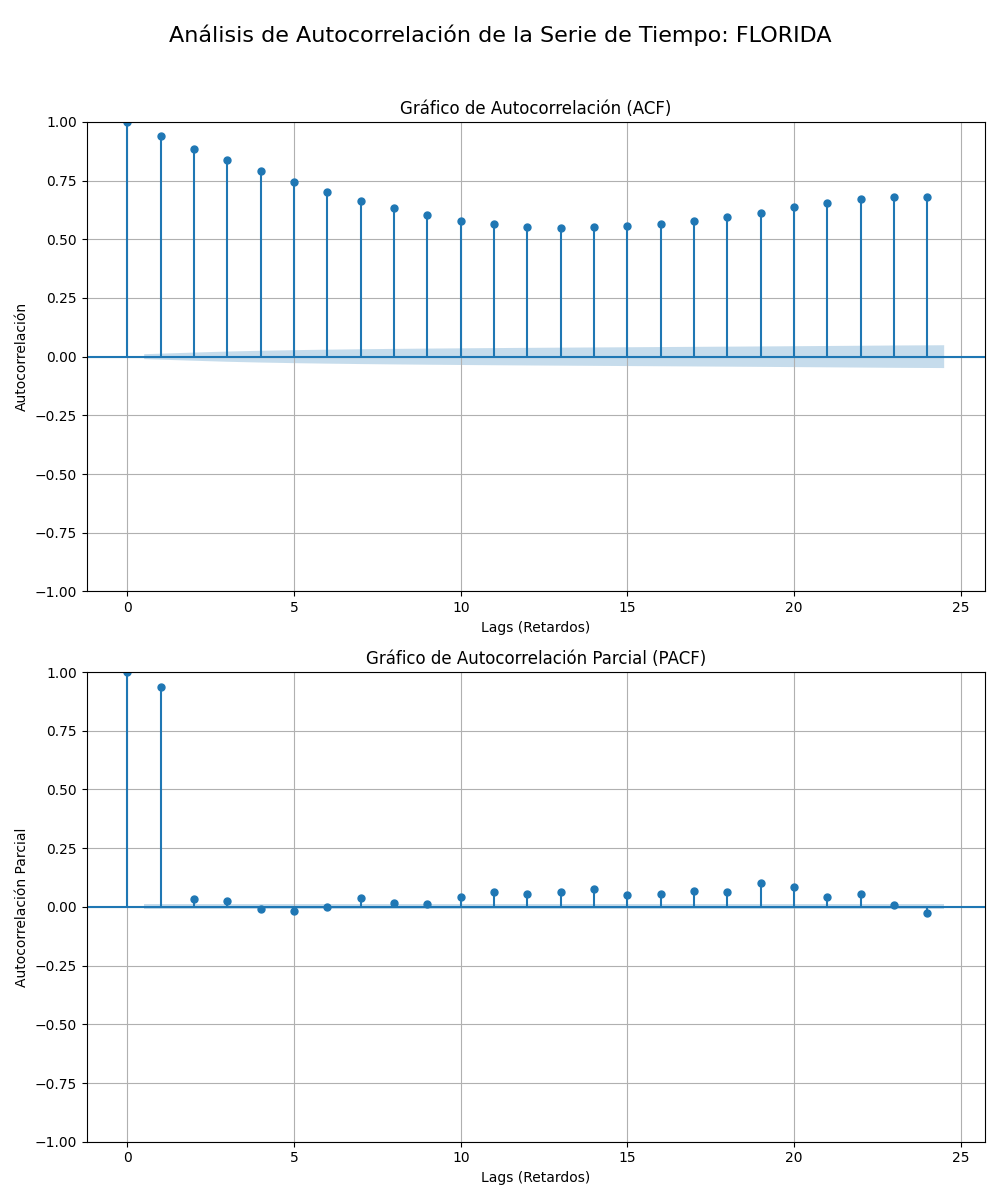 Análisis de Autocorrelación de la Serie de Tiempo: FLORIDA
Gráfico de Autocorrelación (ACF)
1.00
0.75
0.50
0.25
0.00
−0.25
−0.50
−0.75
−1.00
Autocorrelación
0 5 10 15 20 25
Lags (Retardos)
Gráfico de Autocorrelación Parcial (PACF)
1.00
0.75
0.50
0.25
0.00
−0.25
−0.50
−0.75
−1.00
Autocorrelación Parcial
0 5 10 15 20 25
Lags (Retardos)